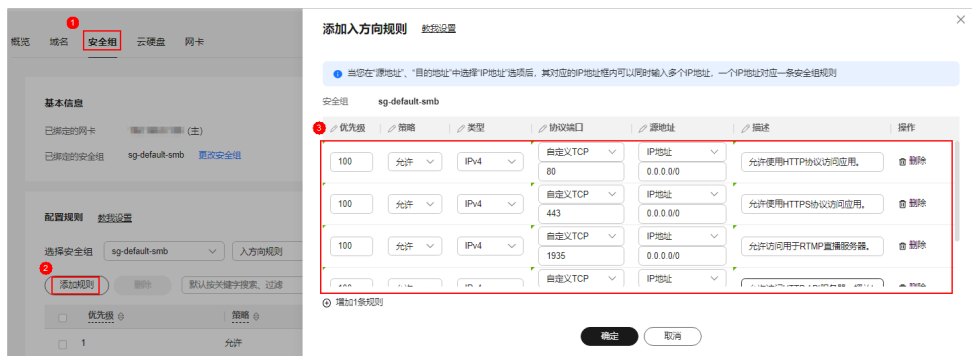 1
概览 域名 安全组 云硬盘 网卡
基本信息
已绑定的网卡 (主)
已绑定的安全组 sg-default-smb 更改安全组
配置规则 教我设置
选择安全组 sg-default-smb 入方向规则
2
添加规则 删除 默认按关键字搜索、过滤
优先级 策略
1 允许
添加入方向规则 教我设置
当您在“源地址”、“目的地址”中选择“IP地址”选项后，其对应的IP地址框内可以同时输入多个IP地址，一个IP地址对应一条安全组规则
安全组 sg-default-smb
3 优先级 策略 类型 协议端口 源地址 描述 操作
自定义TCP IP地址
100 允许 IPv4 允许使用HTTP协议访问应用。 删除
80 0.0.0.0/0
自定义TCP IP地址
100 允许 IPv4 允许使用HTTPS协议访问应用。 删除
443 0.0.0.0/0
自定义TCP IP地址
100 允许 IPv4 允许访问用于RTMP直播服务器。 删除
1935 0.0.0.0/0
自定义TCP IP地址
增加1条规则
确定 取消